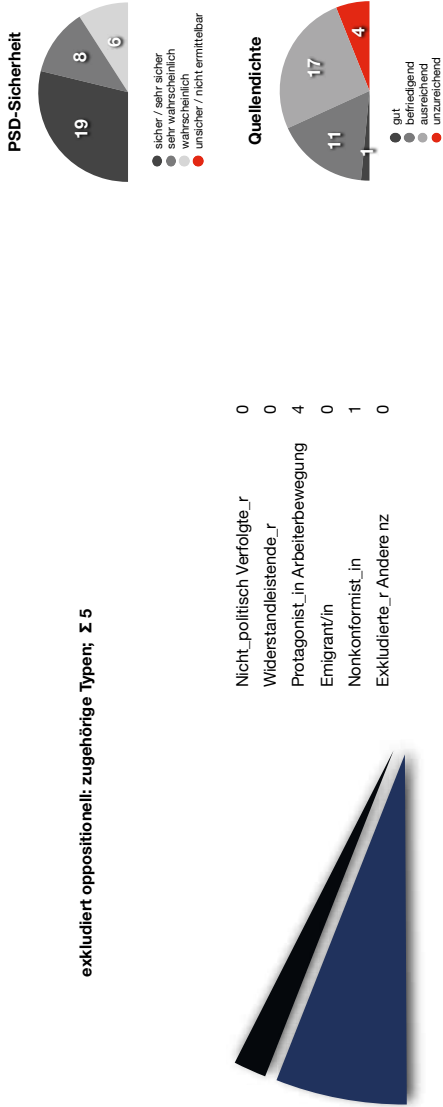 exkludiert oppositionell: zugehörige Typen; Σ 5
Nicht_politisch Verfolgte_r 0
Widerstandleistende_r 0
Protagonist_in Arbeiterbewegung 4
Emigrant/in 0
Nonkonformist_in 1
Exkludierte_r Andere nz 0
PSD-Sicherheit
19
8
6
sicher / sehr sicher
sehr wahrscheinlich
wahrscheinlich
unsicher / nicht ermittelbar
Quellendichte
17
4
11
1
gut
befriedigend
ausreichend
unzureichend